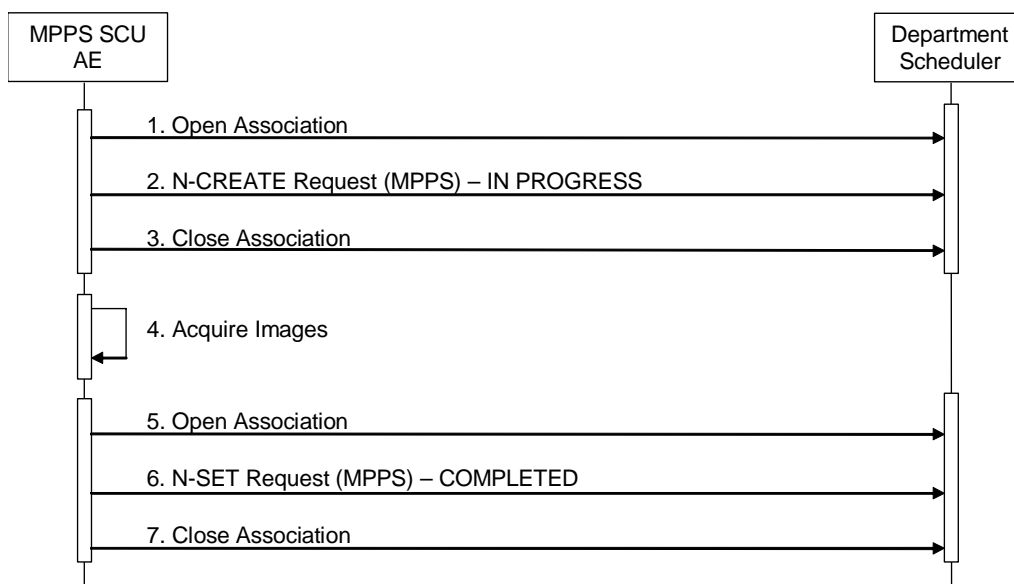 MPPS SCU
AE
Department
Scheduler
1. Open Association
2. N-CREATE Request (MPPS) – IN PROGRESS
3. Close Association
4. Acquire Images
5. Open Association
6. N-SET Request (MPPS) – COMPLETED
7. Close Association